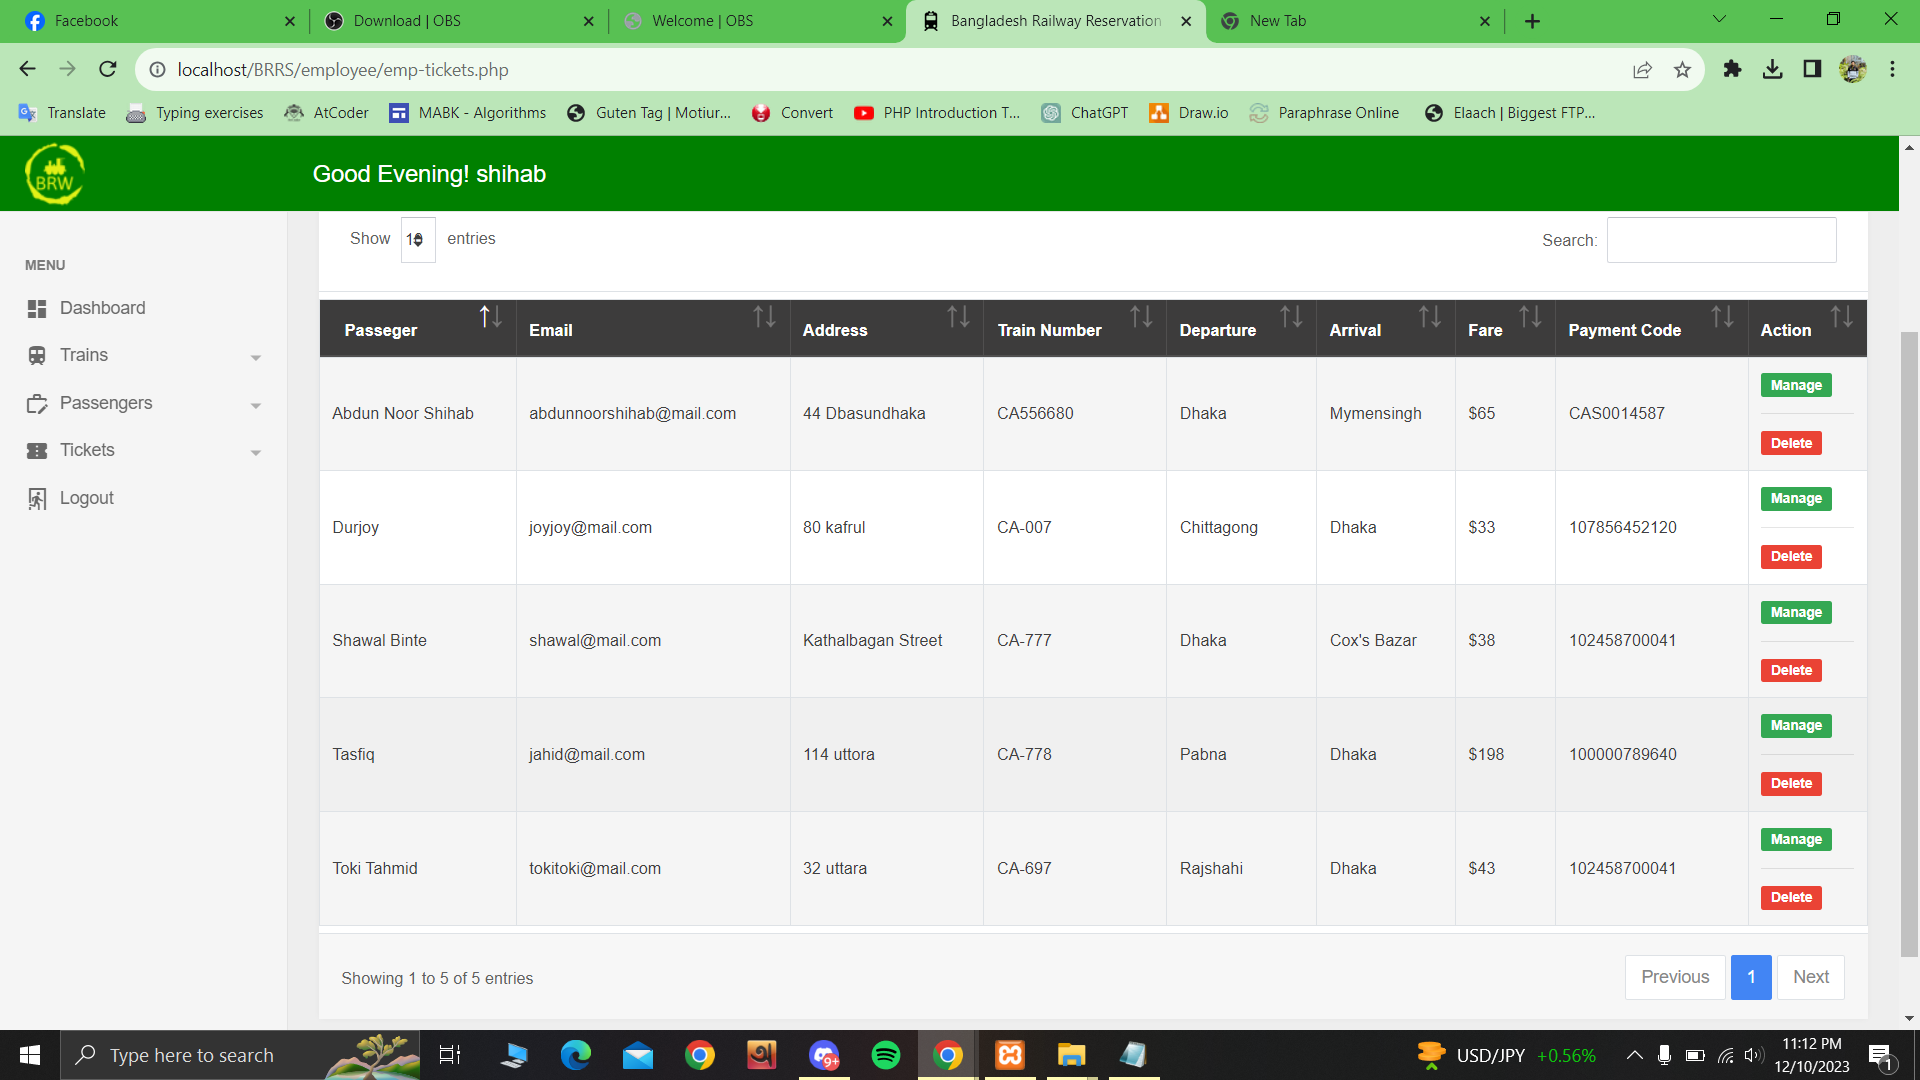 Facebook
Download | OBS
Welcome | OBS
Bangladesh Railway Reservation
New Tab
localhost/BRRS/employee/emp-tickets.php
Translate Typing exercises AtCoder MABK - Algorithms Guten Tag | Motiur... Convert PHP Introduction T... ChatGPT Draw.io Paraphrase Online Elaach | Biggest FTP...
BRW
Good Evening! shihab
Show 10 entries
Search:
MENU
Dashboard
Trains
Passengers
Tickets
Logout
Passeger Email Address Train Number Departure Arrival Fare Payment Code Action
Abdun Noor Shihab abdunnoorshihab@mail.com 44 Dbasundhaka CA556680 Dhaka Mymensingh $65 CAS0014587 Manage
Delete
Durjoy joyjoy@mail.com 80 kafrul CA-007 Chittagong Dhaka $33 107856452120 Manage
Delete
Shawal Binte shawal@mail.com Kathalbagan Street CA-777 Dhaka Cox's Bazar $38 102458700041 Manage
Delete
Tasfiq jahid@mail.com 114 uttora CA-778 Pabna Dhaka $198 100000789640 Manage
Delete
Toki Tahmid tokitoki@mail.com 32 uttara CA-697 Rajshahi Dhaka $43 102458700041 Manage
Delete
Showing 1 to 5 of 5 entries
Previous 1 Next
Type here to search
9+
USD/JPY +0.56%
11:12 PM
12/10/2023
1